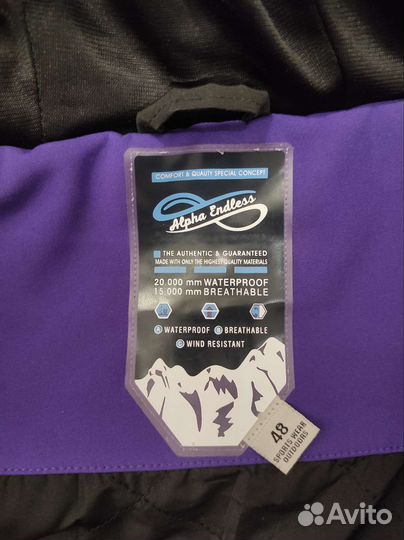 COMFORT & QUALITY SPECIAL CONCEPT
Alpha Endless
THE AUTHENTIC & GUARANTEED
MADE WITH ONLY THE HIGHEST QUALITY MATERIALS
20.000 mm WATERPROOF
15.000 mm BREATHABLE
A WATERPROOF B BREATHABLE
C WIND RESISTANT
48
SPORTS WEAR
OUTDOORS
Avito